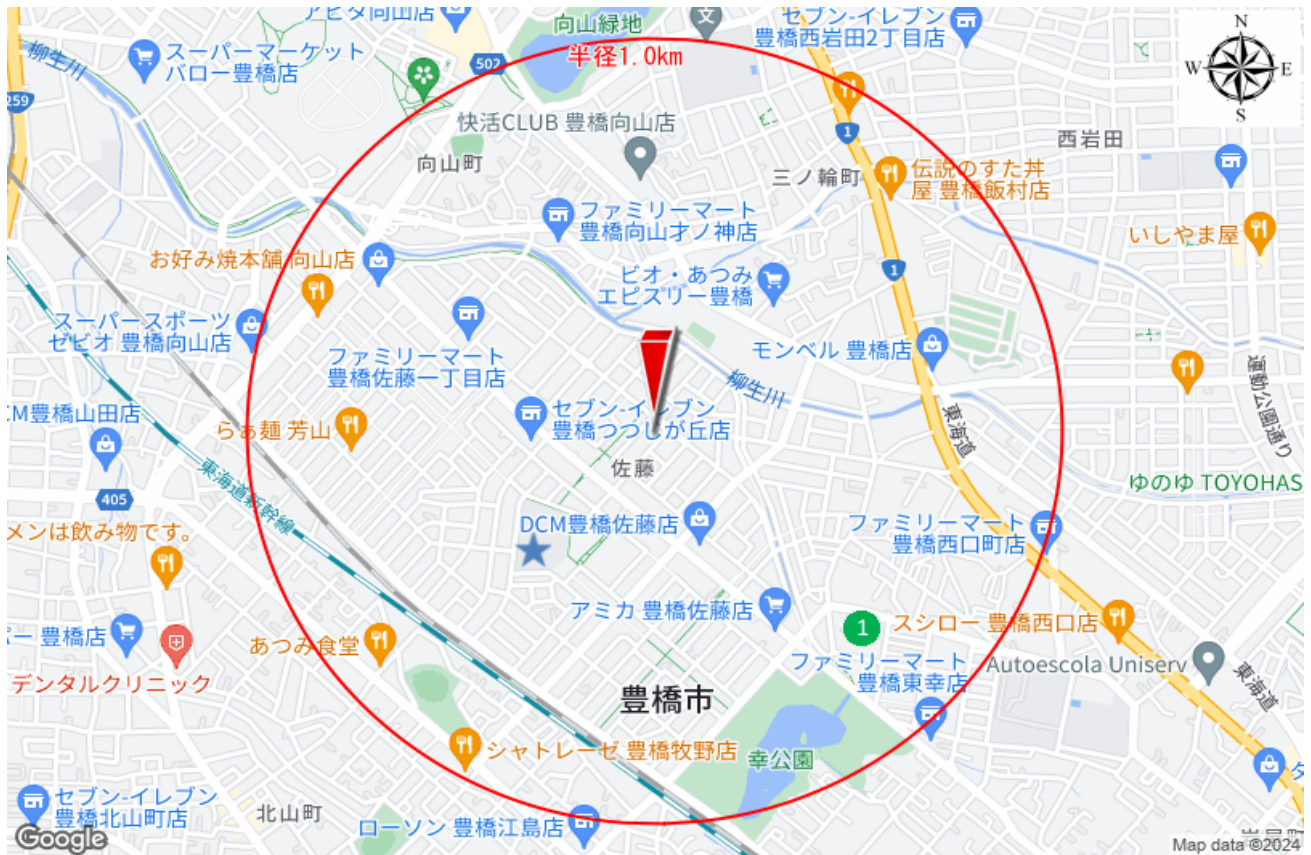 アピタ向山店
向山緑地
文
セブン-イレブン
豊橋西岩田2丁目店
N
W
E
S
柳生川
スーパーマーケット
バロー豊橋店
502
半径1.0km
259
快活CLUB 豊橋向山店
1
西岩田
向山町
三ノ輪町
伝説のすた丼
屋 豊橋飯村店
ファミリーマート
豊橋向山才ノ神店
いしやま屋
お好み焼本舗 向山店
ビオ・あつみ
エピスリー豊橋
1
スーパースポーツ
ゼビオ 豊橋向山店
ファミリーマート
豊橋佐藤一丁目店
モンベル 豊橋店
柳生川
運動公園通り
CM豊橋山田店
らぁ麺 芳山
セブン-イレブン
豊橋つつじが丘店
東海道
佐藤
東海道新幹線
405
ゆのゆ TOYOHAS
メンは飲み物です。
DCM豊橋佐藤店
ファミリーマート
豊橋西口町店
アミカ 豊橋佐藤店
1
スシロー 豊橋西口店
パー 豊橋店
あつみ食堂
ファミリーマート
豊橋東幸店
Autoescola Uniserv
東海道
デンタルクリニック
豊橋市
シャトレーゼ 豊橋牧野店
幸公園
セブン-イレブン
豊橋北山町店
北山町
ローソン 豊橋江島店
Google
Map data ©2024